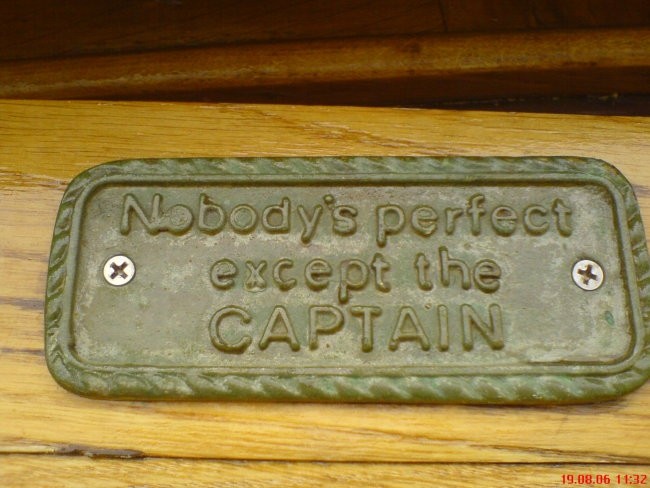 Nobody's perfect
except the
CAPTAIN
19.08.06 11:32